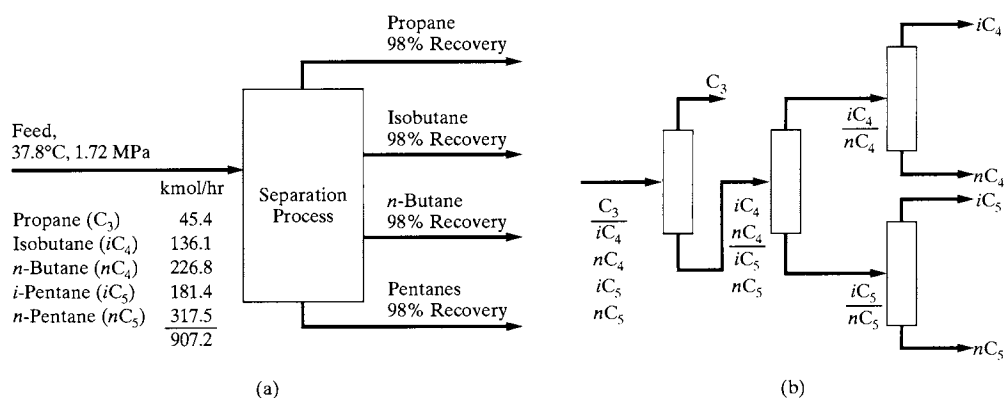 Propane
98% Recovery
Isobutane
98% Recovery
Feed,
37.8°C, 1.72 MPa
kmol/hr
Propane (C₃) 45.4
Isobutane (iC₄) 136.1
n-Butane (nC₄) 226.8
i-Pentane (iC₅) 181.4
n-Pentane (nC₅) 317.5
907.2
Separation
Process
n-Butane
98% Recovery
Pentanes
98% Recovery
(a)
C₃
iC₄
nC₄
iC₅
nC₅
C₃
iC₄
nC₄
iC₅
nC₅
iC₄
nC₄
iC₄
nC₄
iC₅
nC₅
iC₅
nC₅
(b)